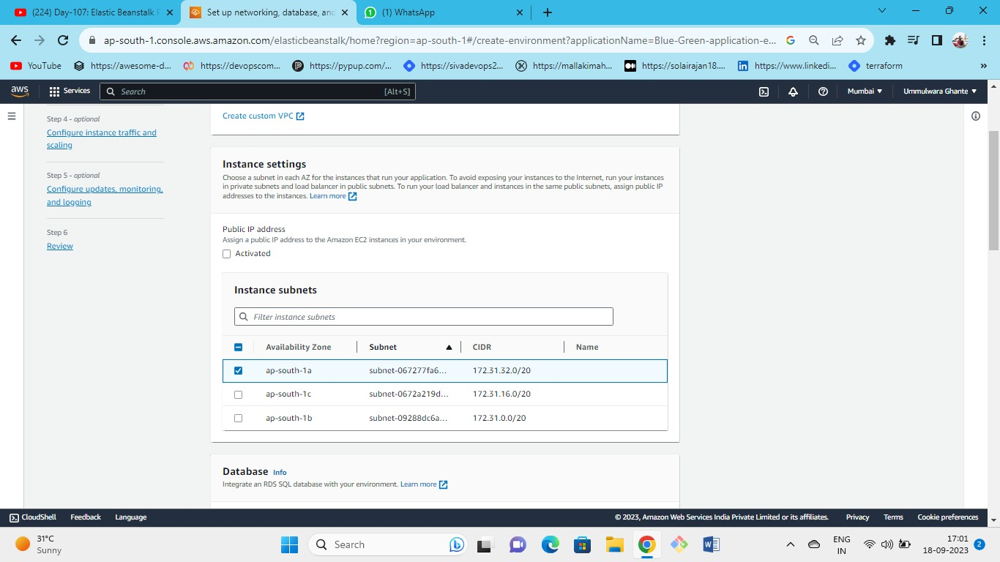 (224) Day-107: Elastic Beanstalk
Set up networking, database, and
(1) WhatsApp
ap-south-1.console.aws.amazon.com/elasticbeanstalk/home?region=ap-south-1#/create-environment?applicationName=Blue-Green-application-e...
YouTube
https://awesome-d...
https://devopscom...
https://pypup.com/...
https://sivadevops2...
https://mallakimah...
https://solairajan18....
https://www.linkedi...
terraform
aws
Services
Search
[Alt+S]
Mumbai
Ummulwara Ghante
Step 4 - optional
Configure instance traffic and
scaling
Step 5 - optional
Configure updates, monitoring,
and logging
Step 6
Review
Create custom VPC
Instance settings
Choose a subnet in each AZ for the instances that run your application. To avoid exposing your instances to the Internet, run your instances
in private subnets and load balancer in public subnets. To run your load balancer and instances in the same public subnets, assign public IP
addresses to the instances. Learn more
Public IP address
Assign a public IP address to the Amazon EC2 instances in your environment.
Activated
Instance subnets
Filter instance subnets
Availability Zone Subnet CIDR Name
ap-south-1a subnet-067277fa6... 172.31.32.0/20
ap-south-1c subnet-0672a219d... 172.31.16.0/20
ap-south-1b subnet-09288dc6a... 172.31.0.0/20
Database Info
Integrate an RDS SQL database with your environment. Learn more
CloudShell Feedback Language
© 2023, Amazon Web Services India Private Limited or its affiliates. Privacy Terms Cookie preferences
31°C
Sunny
Search
ENG
IN
17:01
18-09-2023
2